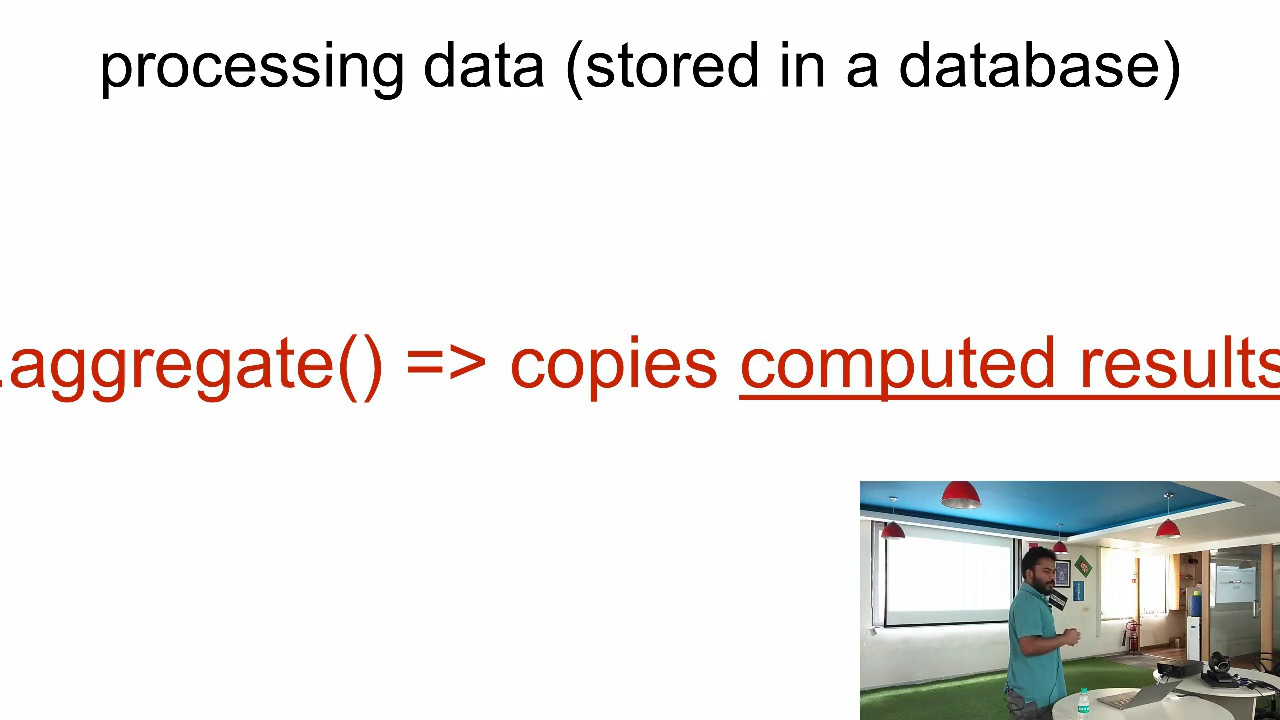 processing data (stored in a database)
.aggregate() => copies computed results